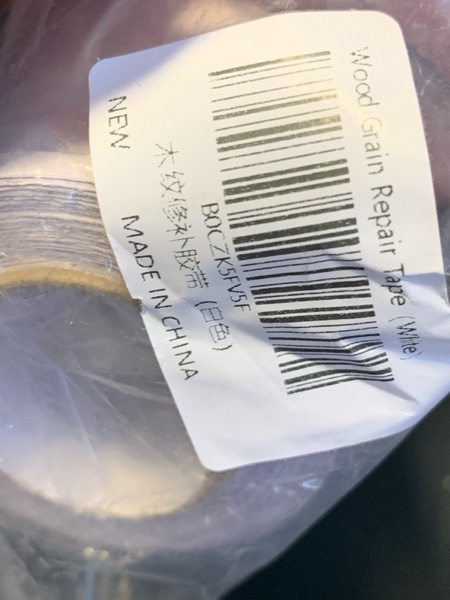 Wood Grain Repair Tape (White)
B0CZK5FV5F
木纹修补胶带 (白色)
NEW
MADE IN CHINA